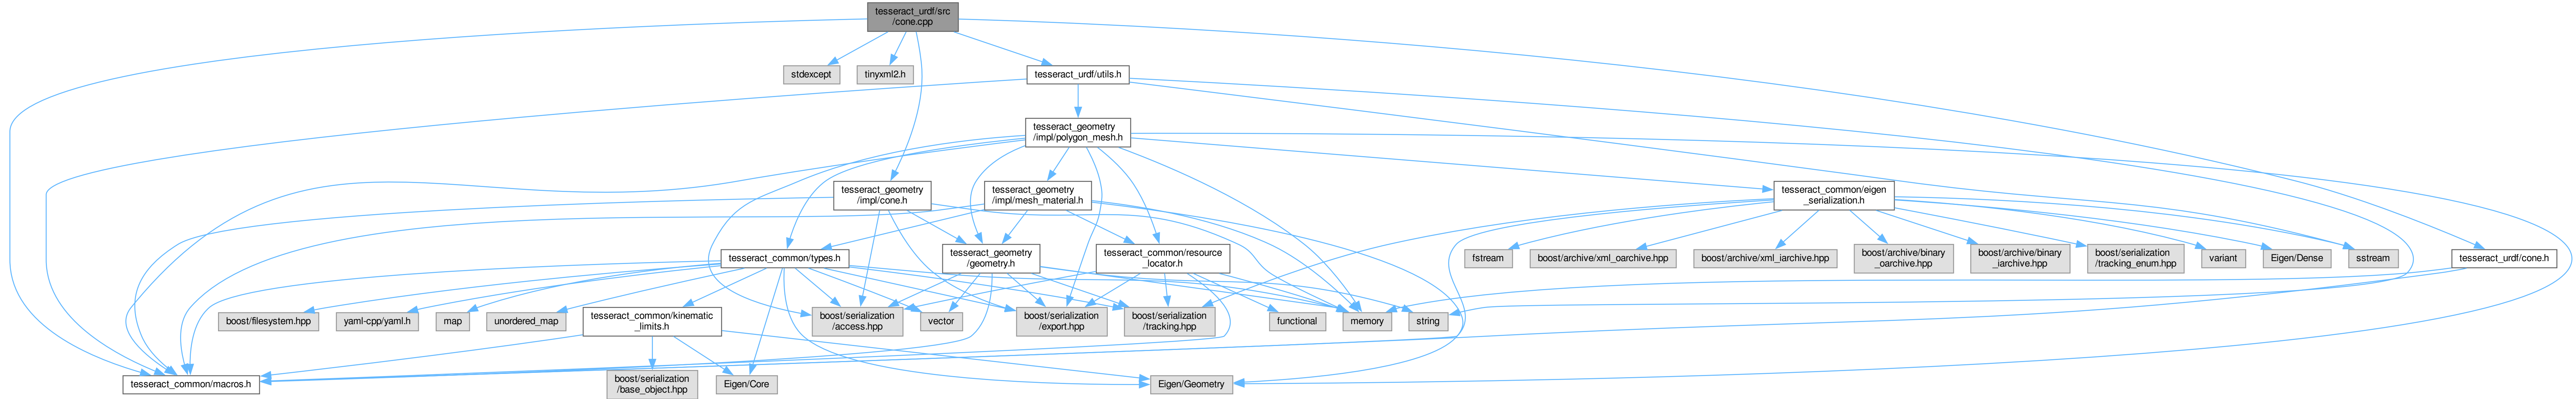 tesseract_urdf/src
/cone.cpp
stdexcept
tinyxml2.h
tesseract_urdf/utils.h
tesseract_geometry
/impl/polygon_mesh.h
tesseract_geometry
/impl/cone.h
tesseract_geometry
/impl/mesh_material.h
tesseract_common/eigen
_serialization.h
tesseract_common/types.h
tesseract_geometry
/geometry.h
tesseract_common/resource
_locator.h
fstream
boost/archive/xml_oarchive.hpp
boost/archive/xml_iarchive.hpp
boost/archive/binary
_oarchive.hpp
boost/archive/binary
_iarchive.hpp
boost/serialization
/tracking_enum.hpp
variant
Eigen/Dense
sstream
tesseract_urdf/cone.h
boost/filesystem.hpp
yaml-cpp/yaml.h
map
unordered_map
tesseract_common/kinematic
_limits.h
boost/serialization
/access.hpp
vector
boost/serialization
/export.hpp
boost/serialization
/tracking.hpp
functional
memory
string
tesseract_common/macros.h
boost/serialization
/base_object.hpp
Eigen/Core
Eigen/Geometry